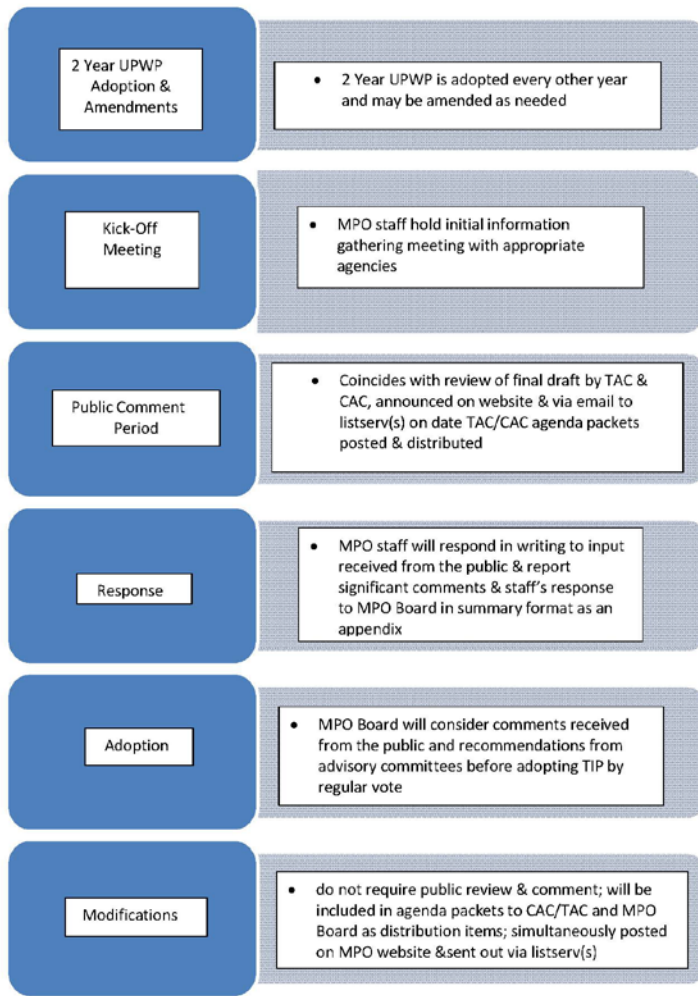 2 Year UPWP
Adoption &
Amendments
• 2 Year UPWP is adopted every other year
and may be amended as needed
Kick-Off
Meeting
• MPO staff hold initial information
gathering meeting with appropriate
agencies
Public Comment
Period
• Coincides with review of final draft by TAC &
CAC, announced on website & via email to
listserv(s) on date TAC/CAC agenda packets
posted & distributed
Response
• MPO staff will respond in writing to input
received from the public & report
significant comments & staff's response
to MPO Board in summary format as an
appendix
Adoption
• MPO Board will consider comments received
from the public and recommendations from
advisory committees before adopting TIP by
regular vote
Modifications
• do not require public review & comment; will be
included in agenda packets to CAC/TAC and MPO
Board as distribution items; simultaneously posted
on MPO website &sent out via listserv(s)